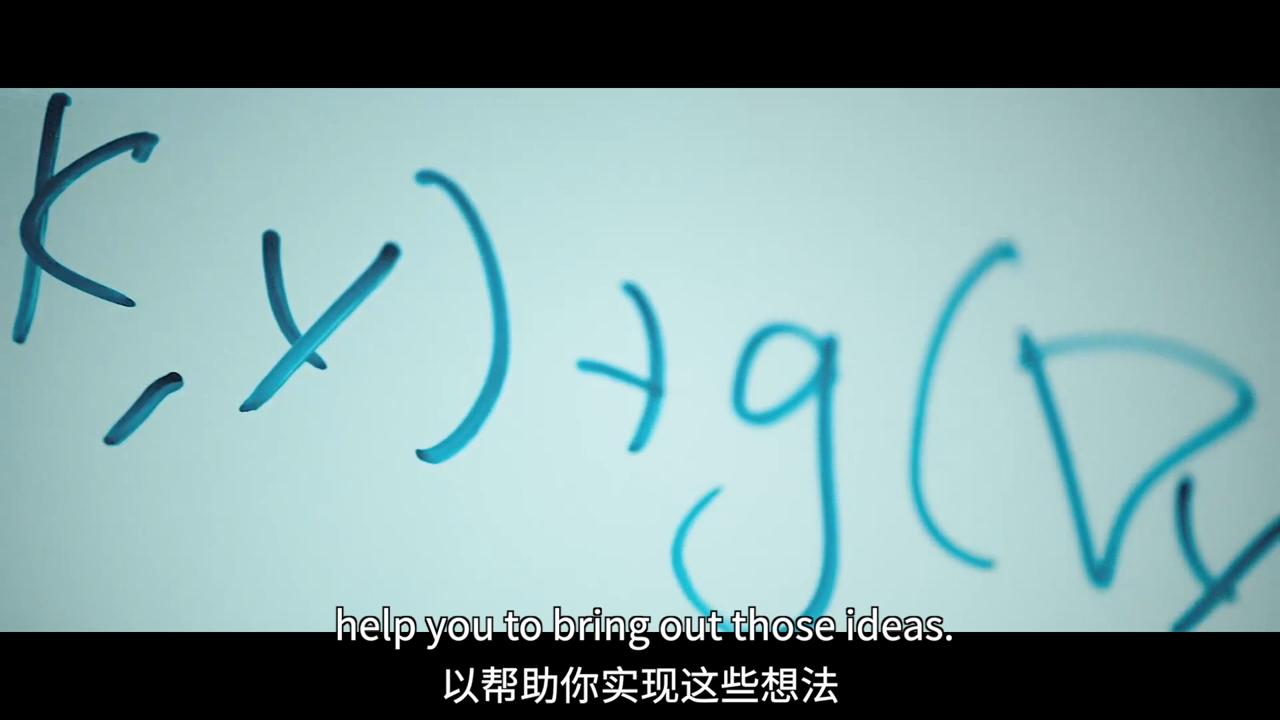 K, Y) + g(∇Y
help you to bring out those ideas.
以帮助你实现这些想法